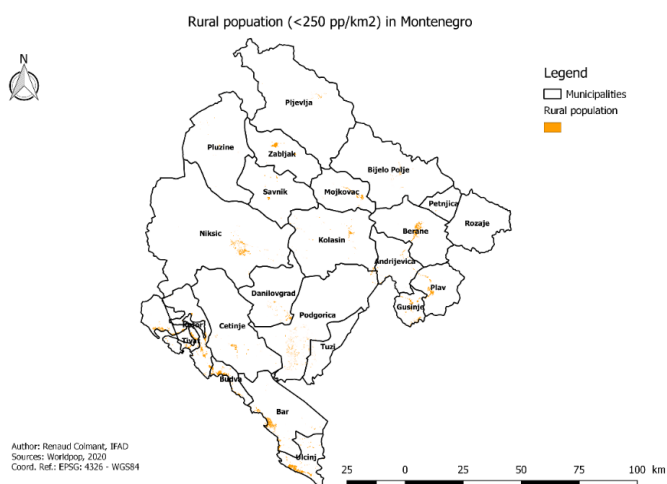 Rural popuation (<250 pp/km2) in Montenegro
N
Legend
Municipalities
Rural population
Pljevlja
Pluzine
Zabljak
Bijelo Polje
Savnik
Mojkovac
Petnjica
Rozaje
Niksic
Kolasin
Berane
Andrijevica
Danilovgrad
Plav
Podgorica
Gusinje
Kotor
Cetinje
Tivat
Tuzi
Budva
Bar
Ulcinj
Author: Renaud Colmant, IFAD
Sources: Worldpop, 2020
Coord. Ref.: EPSG: 4326 - WGS84
25 0 25 50 75 100 km